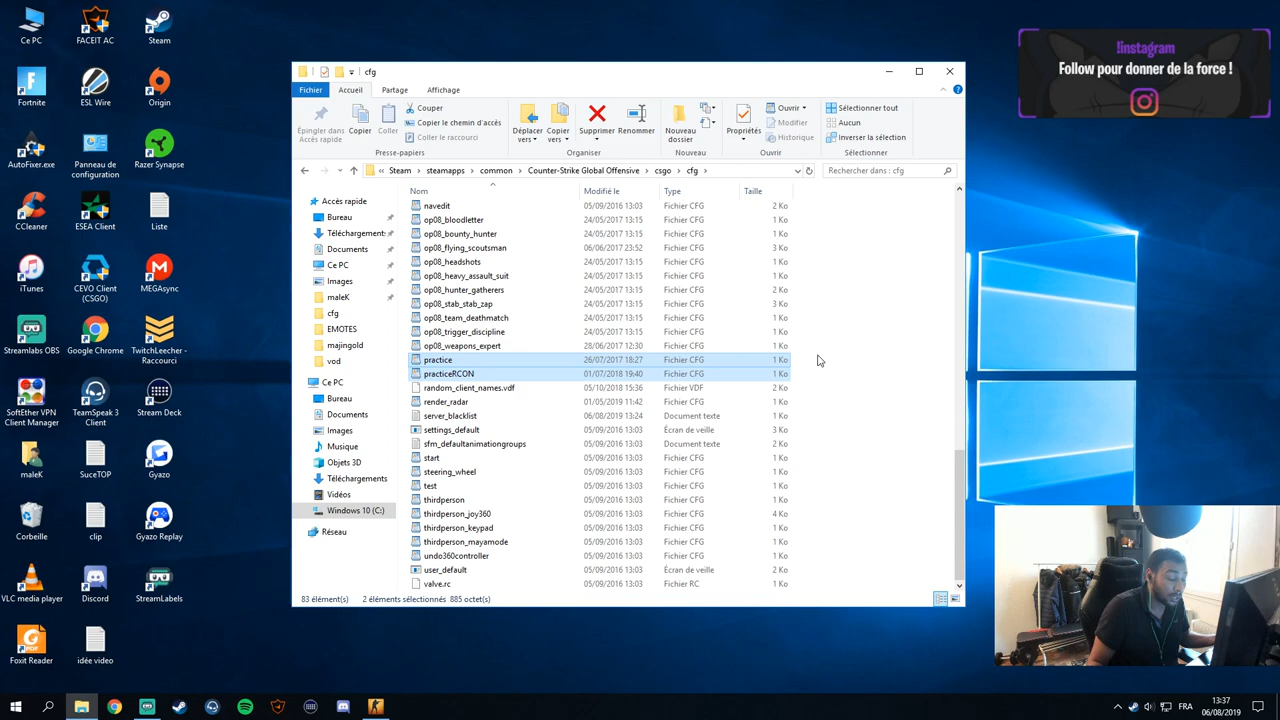 Ce PC
FACEIT AC
Steam
Fortnite
ESL Wire
Origin
AutoFixer.exe
Panneau de
configuration
Razer Synapse
CCleaner
ESEA Client
Liste
iTunes
CEVO Client
(CSGO)
MEGAsync
Streamlabs OBS
Google Chrome
TwitchLeecher -
Raccourci
SoftEther VPN
Client Manager
TeamSpeak 3
Client
Stream Deck
maleK
SuceTOP
Gyazo
Corbeille
clip
Gyazo Replay
VLC media player
Discord
StreamLabels
Foxit Reader
idée video
cfg
Fichier
Accueil
Partage
Affichage
Épingler dans
Accès rapide
Copier
Coller
Couper
Copier le chemin d'accès
Coller le raccourci
Presse-papiers
Déplacer
vers
Copier
vers
Supprimer
Renommer
Organiser
Nouveau
dossier
Nouveau
Propriétés
Ouvrir
Modifier
Historique
Ouvrir
Sélectionner tout
Aucun
Inverser la sélection
Sélectionner
« Steam > steamapps > common > Counter-Strike Global Offensive > csgo > cfg >
Rechercher dans : cfg
Accès rapide
Bureau
Téléchargements
Documents
Ce PC
Images
maleK
cfg
EMOTES
majingold
vod
Ce PC
Bureau
Documents
Images
Musique
Objets 3D
Téléchargements
Vidéos
Windows 10 (C:)
Réseau
Nom Modifié le Type Taille
navedit 05/09/2016 13:03 Fichier CFG 2 Ko
op08_bloodletter 24/05/2017 13:15 Fichier CFG 1 Ko
op08_bounty_hunter 24/05/2017 13:15 Fichier CFG 1 Ko
op08_flying_scoutsman 06/06/2017 23:52 Fichier CFG 3 Ko
op08_headshots 24/05/2017 13:15 Fichier CFG 1 Ko
op08_heavy_assault_suit 24/05/2017 13:15 Fichier CFG 1 Ko
op08_hunter_gatherers 24/05/2017 13:15 Fichier CFG 2 Ko
op08_stab_stab_zap 24/05/2017 13:15 Fichier CFG 3 Ko
op08_team_deathmatch 24/05/2017 13:15 Fichier CFG 1 Ko
op08_trigger_discipline 24/05/2017 13:15 Fichier CFG 1 Ko
op08_weapons_expert 28/06/2017 12:30 Fichier CFG 1 Ko
practice 26/07/2017 18:27 Fichier CFG 1 Ko
practiceRCON 01/07/2018 19:40 Fichier CFG 1 Ko
random_client_names.vdf 05/10/2018 15:36 Fichier VDF 2 Ko
render_radar 01/05/2019 11:42 Fichier CFG 1 Ko
server_blacklist 06/08/2019 13:24 Document texte 1 Ko
settings_default 05/09/2016 13:03 Écran de veille 3 Ko
sfm_defaultanimationgroups 05/09/2016 13:03 Document texte 2 Ko
start 05/09/2016 13:03 Fichier CFG 1 Ko
steering_wheel 05/09/2016 13:03 Fichier CFG 1 Ko
test 05/09/2016 13:03 Fichier CFG 1 Ko
thirdperson 05/09/2016 13:03 Fichier CFG 1 Ko
thirdperson_joy360 05/09/2016 13:03 Fichier CFG 4 Ko
thirdperson_keypad 05/09/2016 13:03 Fichier CFG 1 Ko
thirdperson_mayamode 05/09/2016 13:03 Fichier CFG 1 Ko
undo360controller 05/09/2016 13:03 Fichier CFG 1 Ko
user_default 05/09/2016 13:03 Écran de veille 2 Ko
valve.rc 05/09/2016 13:03 Fichier RC 1 Ko
83 élément(s) 2 éléments sélectionnés 885 octet(s)
!instagram
Follow pour donner de la force !
FRA
13:37
06/08/2019